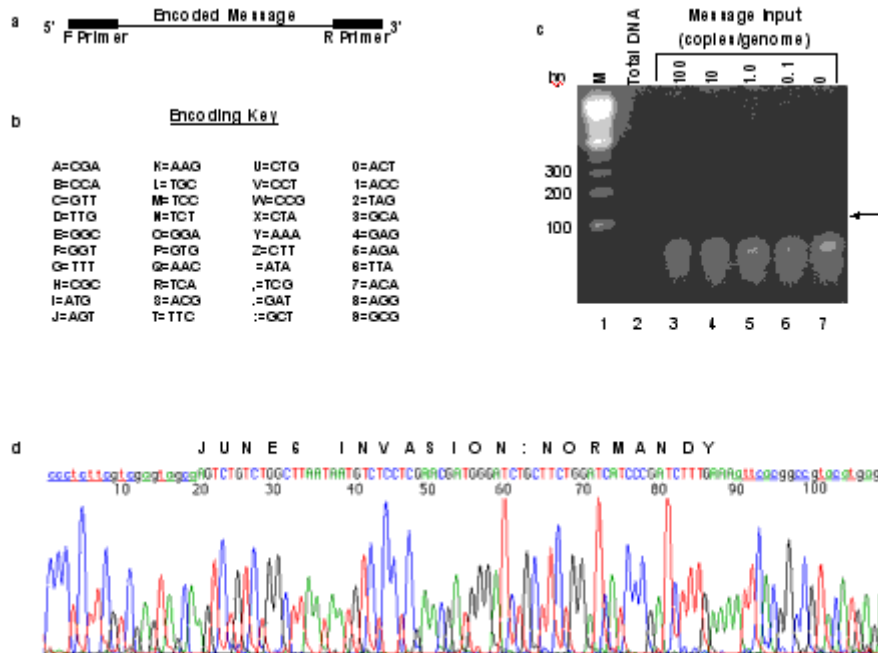 a 5' Encoded Message 3'
F Primer R Primer
b Encoding Key
A=CGA K=AAG U=CTG 0=ACT
B=CCA L=TGC V=CCT 1=ACC
C=GTT M=TCC W=CCG 2=TAG
D=TTG N=TCT X=CTA 3=GCA
E=GGC O=GGA Y=AAA 4=GAG
F=GGT P=GTG Z=CTT 5=AGA
G=TTT Q=AAC =ATA 6=TTA
H=CGC R=TCA ,=TCG 7=ACA
I=ATG S=ACG .=GAT 8=AGG
J=AGT T=TTC :=GCT 9=GCG
c Message Input
(copies/genome)
bp M Total DNA 100 10 1.0 0.1 0
300
200
100
1 2 3 4 5 6 7
d JUNE6 INVASION:NORMANDY
AGTCTGTCTGGCTTAATAATGTCTCCTCGAACGATGGGATCTGCTTCTGGATCATCCCGATCTTTGAAA
10 20 30 40 50 60 70 80 90 100